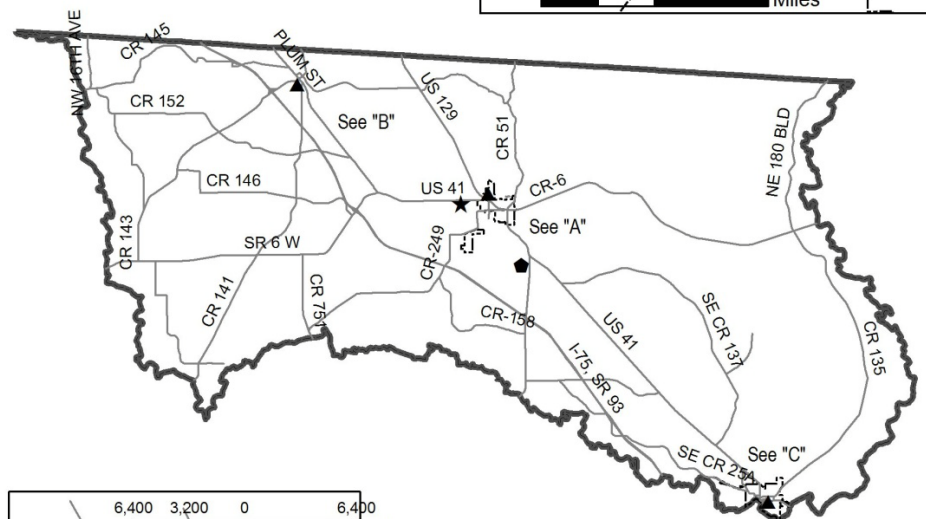 Miles
NW 16TH AVE
CR 145
PLUM ST
US 129
CR 51
NE 180 BLD
CR 152
See "B"
CR 146
US 41
CR-6
See "A"
CR 143
SR 6 W
CR-249
CR 141
CR 751
CR-158
US 41
SE CR 137
CR 135
I-75, SR 93
See "C"
SE CR 25A
6,400 3,200 0 6,400